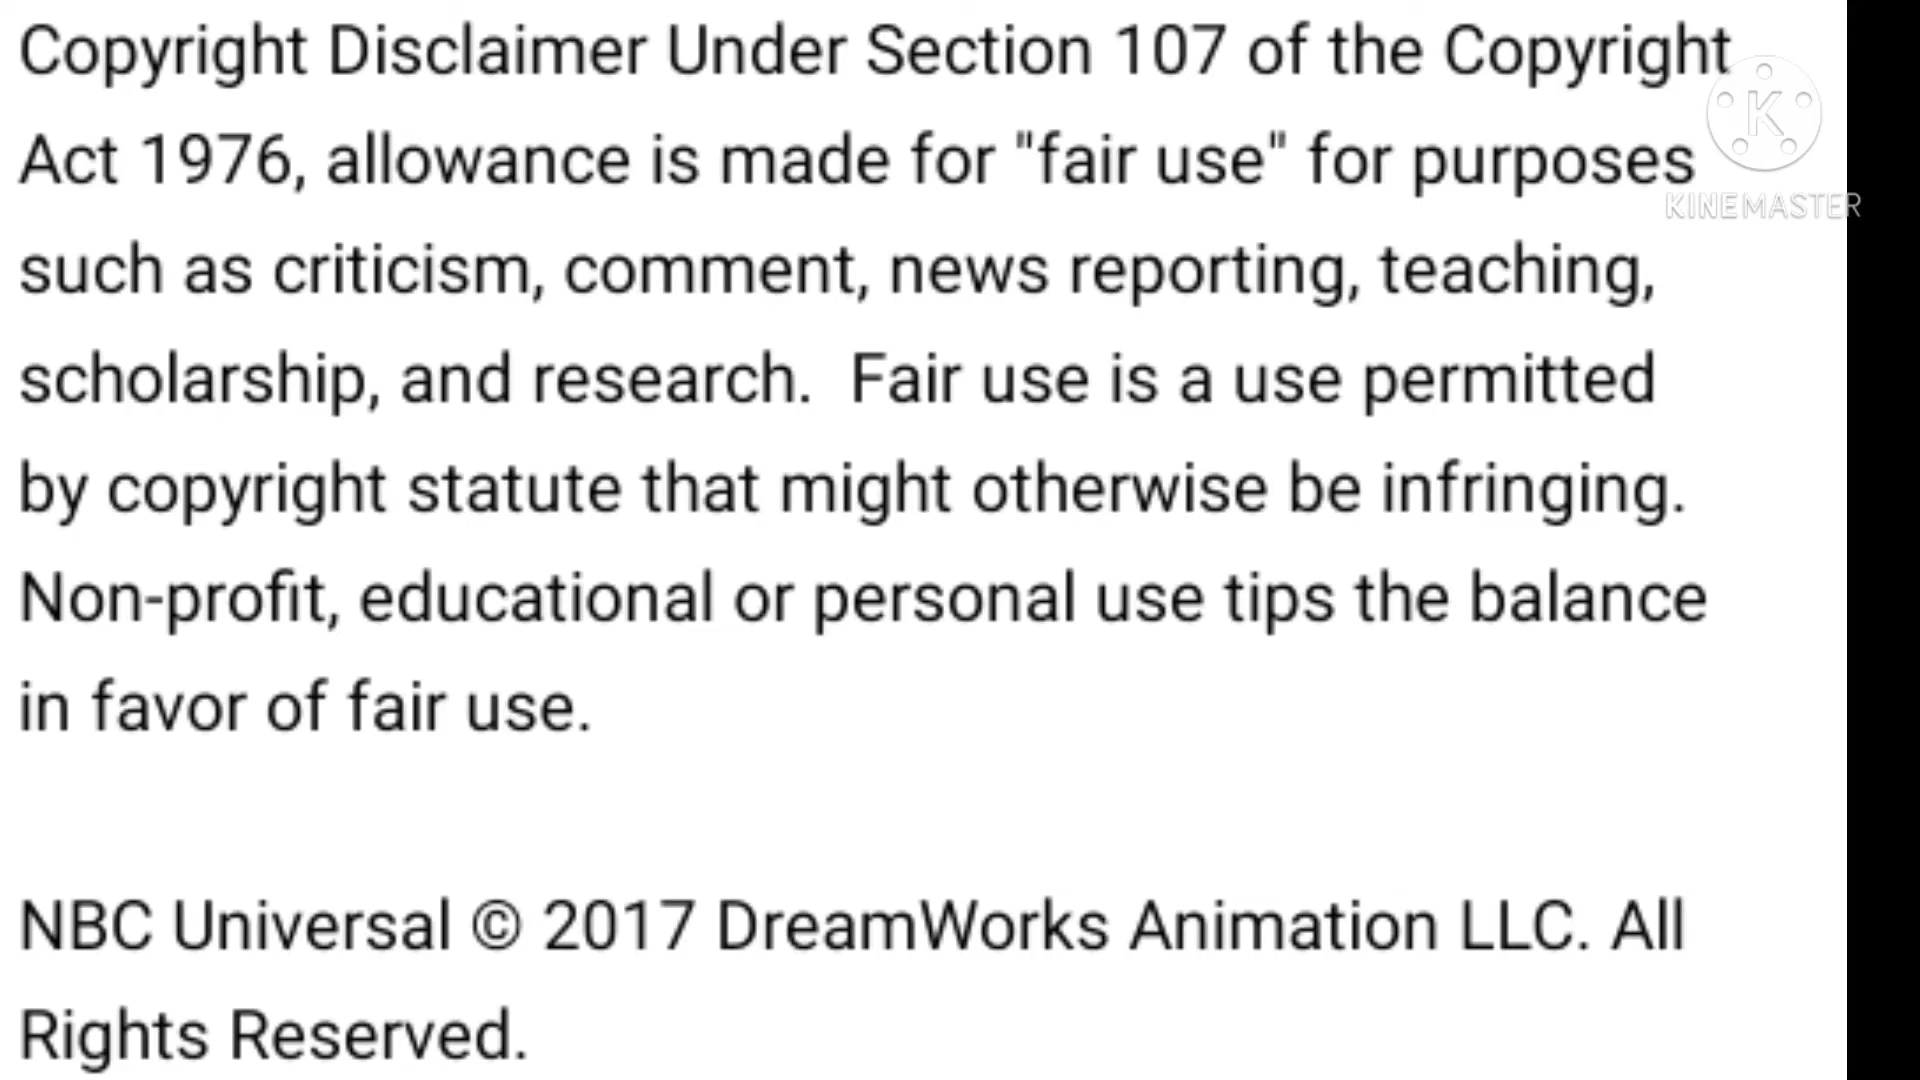 Copyright Disclaimer Under Section 107 of the Copyright
Act 1976, allowance is made for "fair use" for purposes
such as criticism, comment, news reporting, teaching,
scholarship, and research.  Fair use is a use permitted
by copyright statute that might otherwise be infringing.
Non-profit, educational or personal use tips the balance
in favor of fair use.
NBC Universal © 2017 DreamWorks Animation LLC. All
Rights Reserved.
K
KINEMASTER